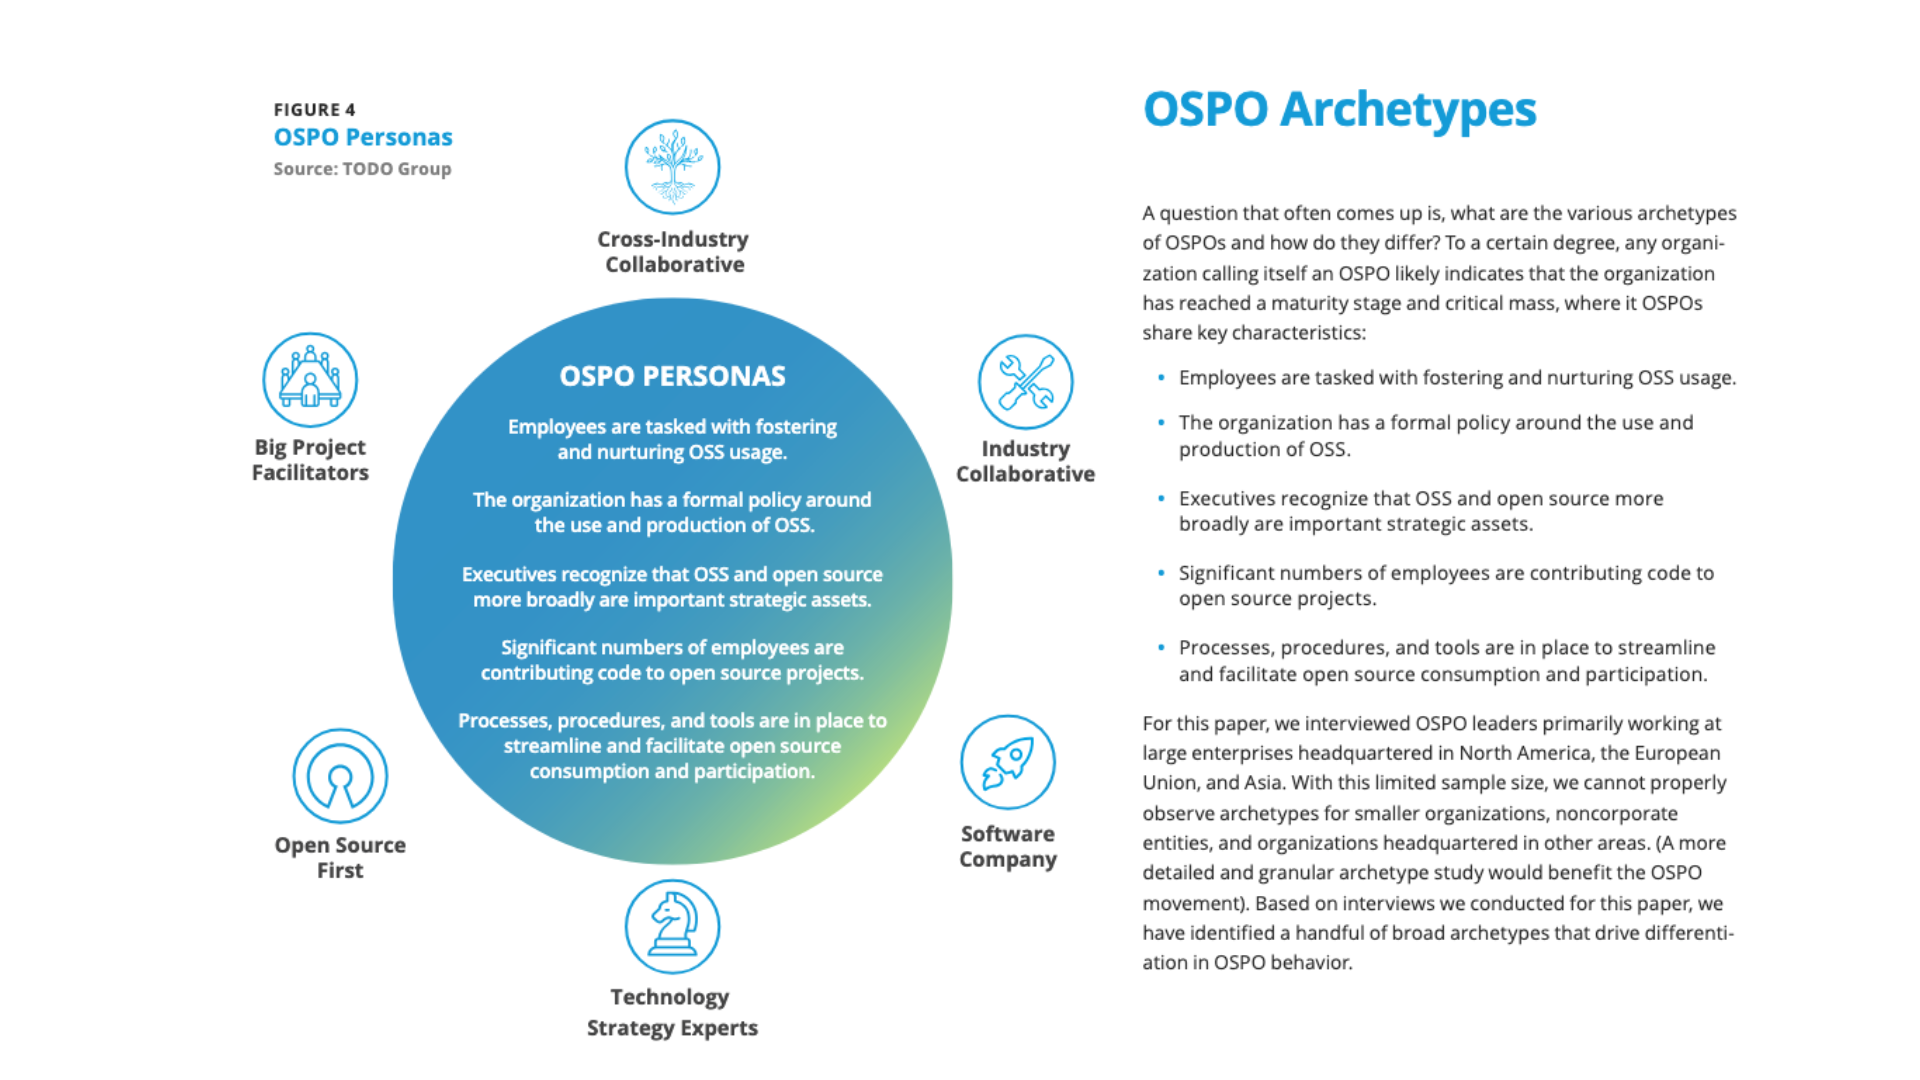 FIGURE 4
OSPO Personas
Source: TODO Group
Cross-Industry
Collaborative
Big Project
Facilitators
Industry
Collaborative
OSPO PERSONAS
Employees are tasked with fostering
and nurturing OSS usage.
The organization has a formal policy around
the use and production of OSS.
Executives recognize that OSS and open source
more broadly are important strategic assets.
Significant numbers of employees are
contributing code to open source projects.
Processes, procedures, and tools are in place to
streamline and facilitate open source
consumption and participation.
Open Source
First
Software
Company
Technology
Strategy Experts
OSPO Archetypes
A question that often comes up is, what are the various archetypes
of OSPOs and how do they differ? To a certain degree, any organi-
zation calling itself an OSPO likely indicates that the organization
has reached a maturity stage and critical mass, where it OSPOs
share key characteristics:
• Employees are tasked with fostering and nurturing OSS usage.
• The organization has a formal policy around the use and
production of OSS.
• Executives recognize that OSS and open source more
broadly are important strategic assets.
• Significant numbers of employees are contributing code to
open source projects.
• Processes, procedures, and tools are in place to streamline
and facilitate open source consumption and participation.
For this paper, we interviewed OSPO leaders primarily working at
large enterprises headquartered in North America, the European
Union, and Asia. With this limited sample size, we cannot properly
observe archetypes for smaller organizations, noncorporate
entities, and organizations headquartered in other areas. (A more
detailed and granular archetype study would benefit the OSPO
movement). Based on interviews we conducted for this paper, we
have identified a handful of broad archetypes that drive differenti-
ation in OSPO behavior.